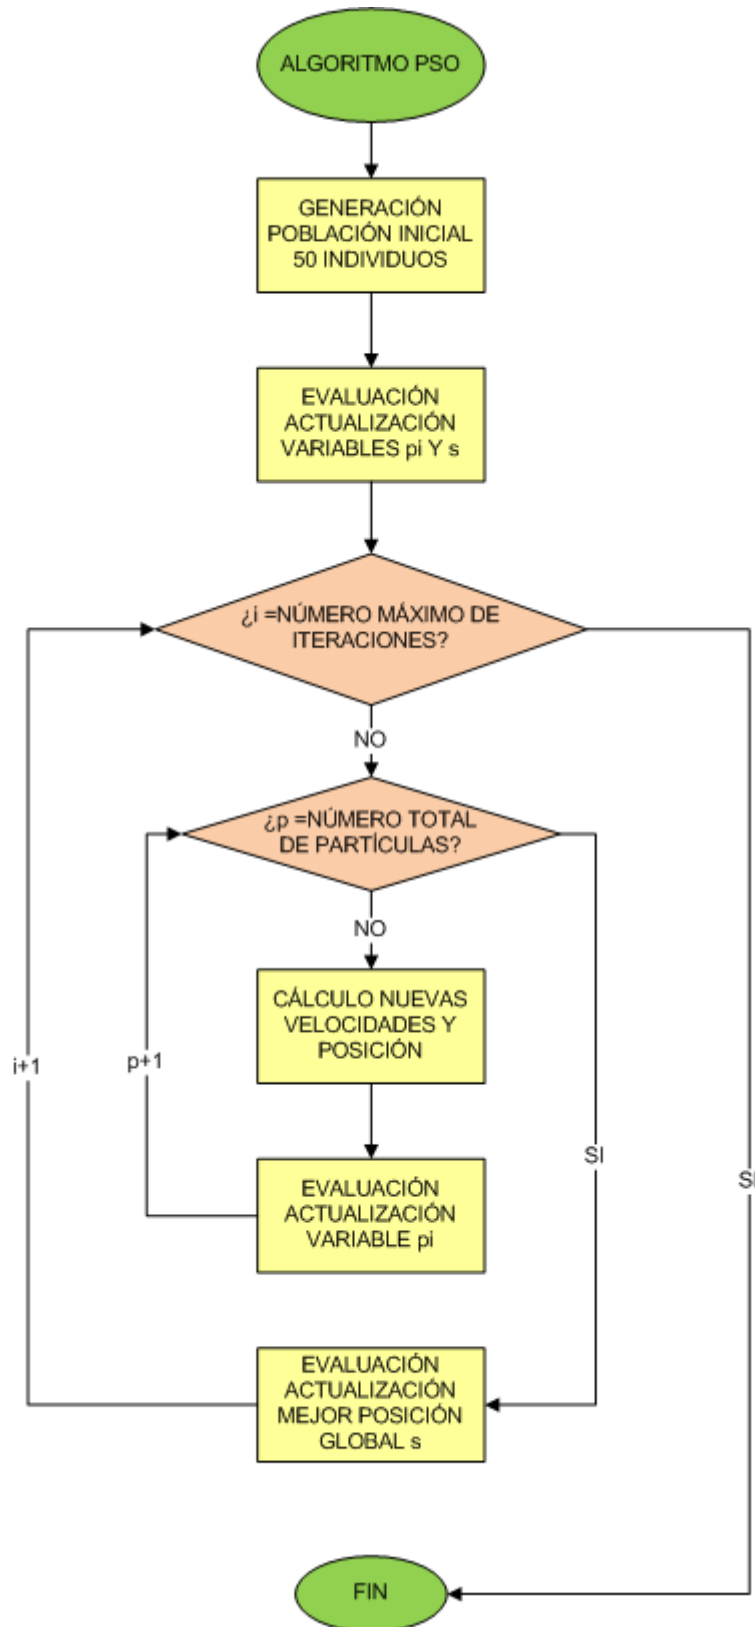 ALGORITMO PSO
GENERACIÓN
POBLACIÓN INICIAL
50 INDIVIDUOS
EVALUACIÓN
ACTUALIZACIÓN
VARIABLES pi Y s
¿i =NÚMERO MÁXIMO DE
ITERACIONES?
NO
¿p =NÚMERO TOTAL
DE PARTÍCULAS?
NO
CÁLCULO NUEVAS
VELOCIDADES Y
POSICIÓN
i+1
p+1
SI
SI
EVALUACIÓN
ACTUALIZACIÓN
VARIABLE pi
EVALUACIÓN
ACTUALIZACIÓN
MEJOR POSICIÓN
GLOBAL s
FIN